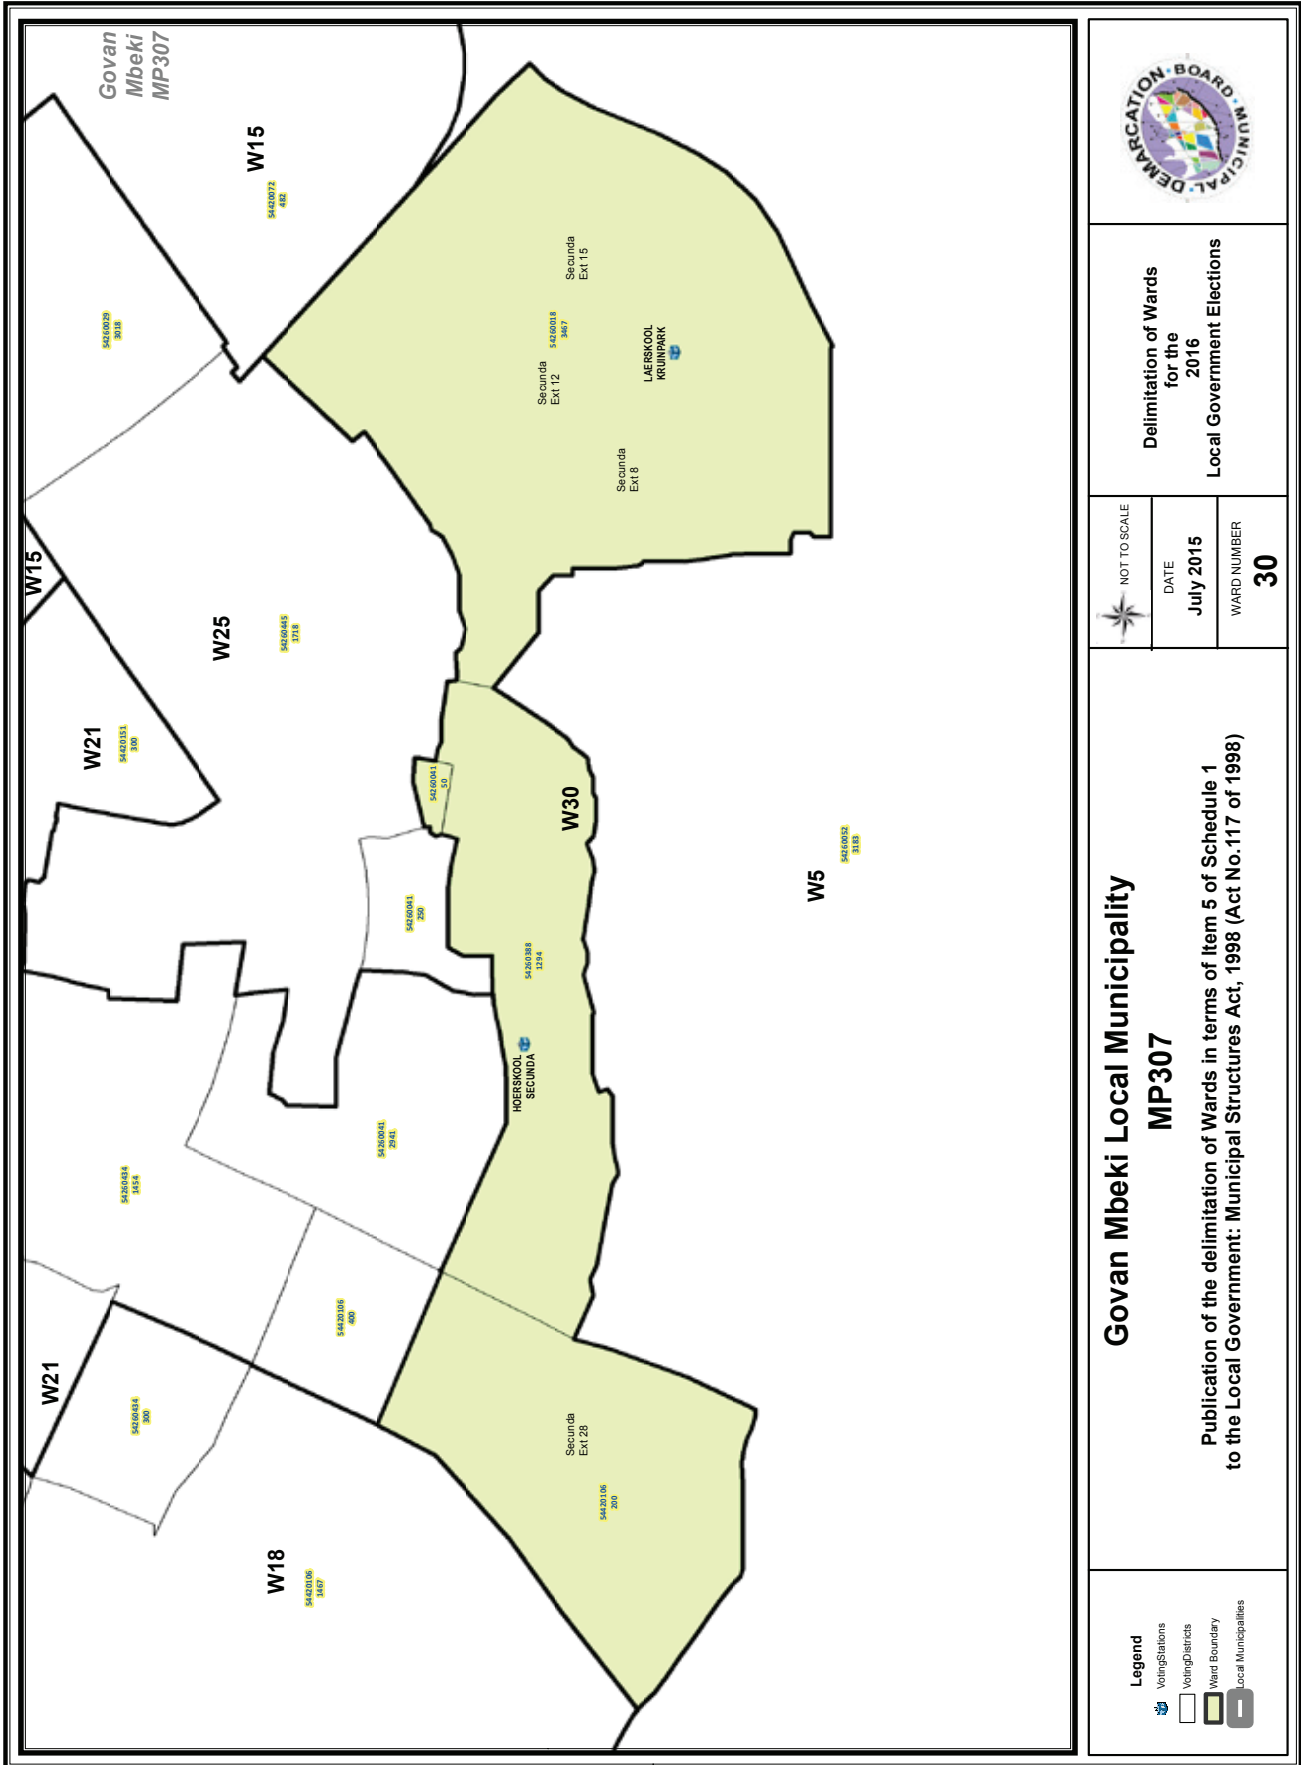 Govan
Mbeki
MP307
W15
54420072
482
54260029
3018
W15
W25
54260445
1718
W21
54420151
300
54260041
50
W30
54260041
250
54260388
1294
HOERSKOOL
SECUNDA
54260041
2941
54260434
1454
54420106
400
W21
54260434
300
W18
54420106
1467
Secunda
Ext 28
54420106
200
W5
54260052
3183
Secunda
Ext 15
54260018
3467
Secunda
Ext 12
LAERSKOOL
KRUINPARK
Secunda
Ext 8
Legend
VotingStations
VotingDistricts
Ward Boundary
Local Municipalities
Govan Mbeki Local Municipality
MP307
Publication of the delimitation of Wards in terms of Item 5 of Schedule 1
to the Local Government: Municipal Structures Act, 1998 (Act No.117 of 1998)
NOT TO SCALE
DATE
July 2015
WARD NUMBER
30
Delimitation of Wards
for the
2016
Local Government Elections
MUNICIPAL · DEMARCATION · BOARD